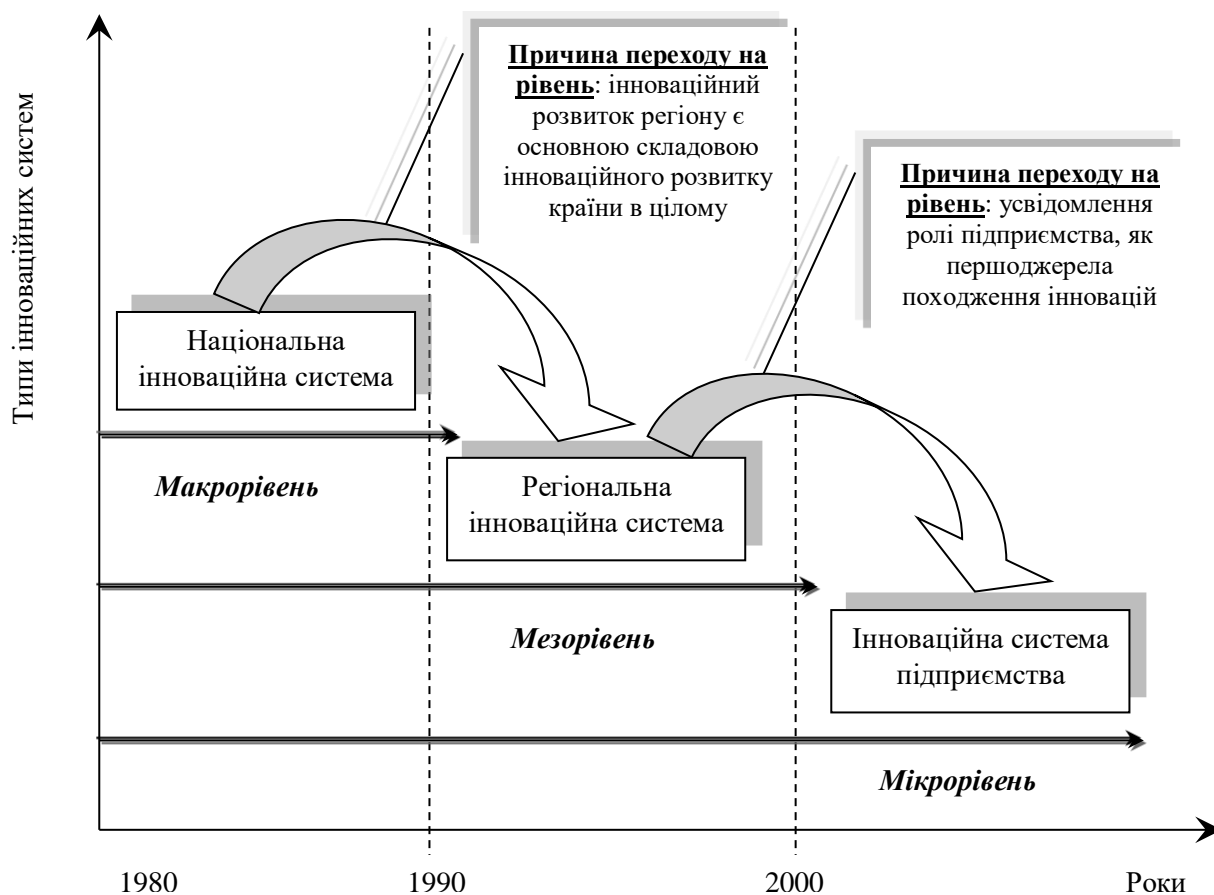 Типи інноваційних систем
Причина переходу на
рівень: інноваційний
розвиток регіону є
основною складовою
інноваційного розвитку
країни в цілому
Причина переходу на
рівень: усвідомлення
ролі підприємства, як
першоджерела
походження інновацій
Національна
інноваційна система
Макрорівень
Регіональна
інноваційна система
Мезорівень
Інноваційна система
підприємства
Мікрорівень
1980 1990 2000 Роки